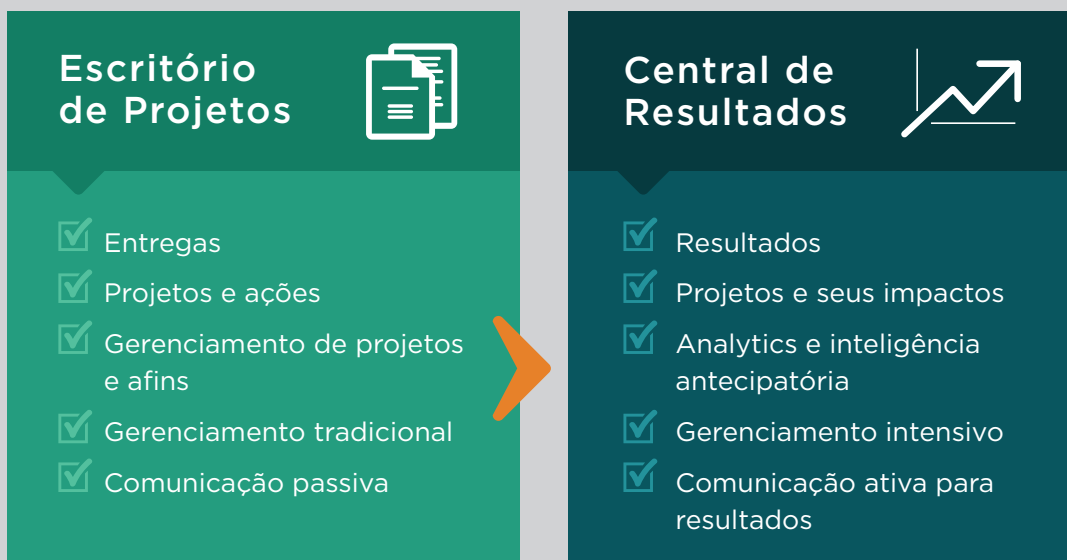 Escritório
de Projetos
Entregas
Projetos e ações
Gerenciamento de projetos
e afins
Gerenciamento tradicional
Comunicação passiva
Central de
Resultados
Resultados
Projetos e seus impactos
Analytics e inteligência
antecipatória
Gerenciamento intensivo
Comunicação ativa para
resultados